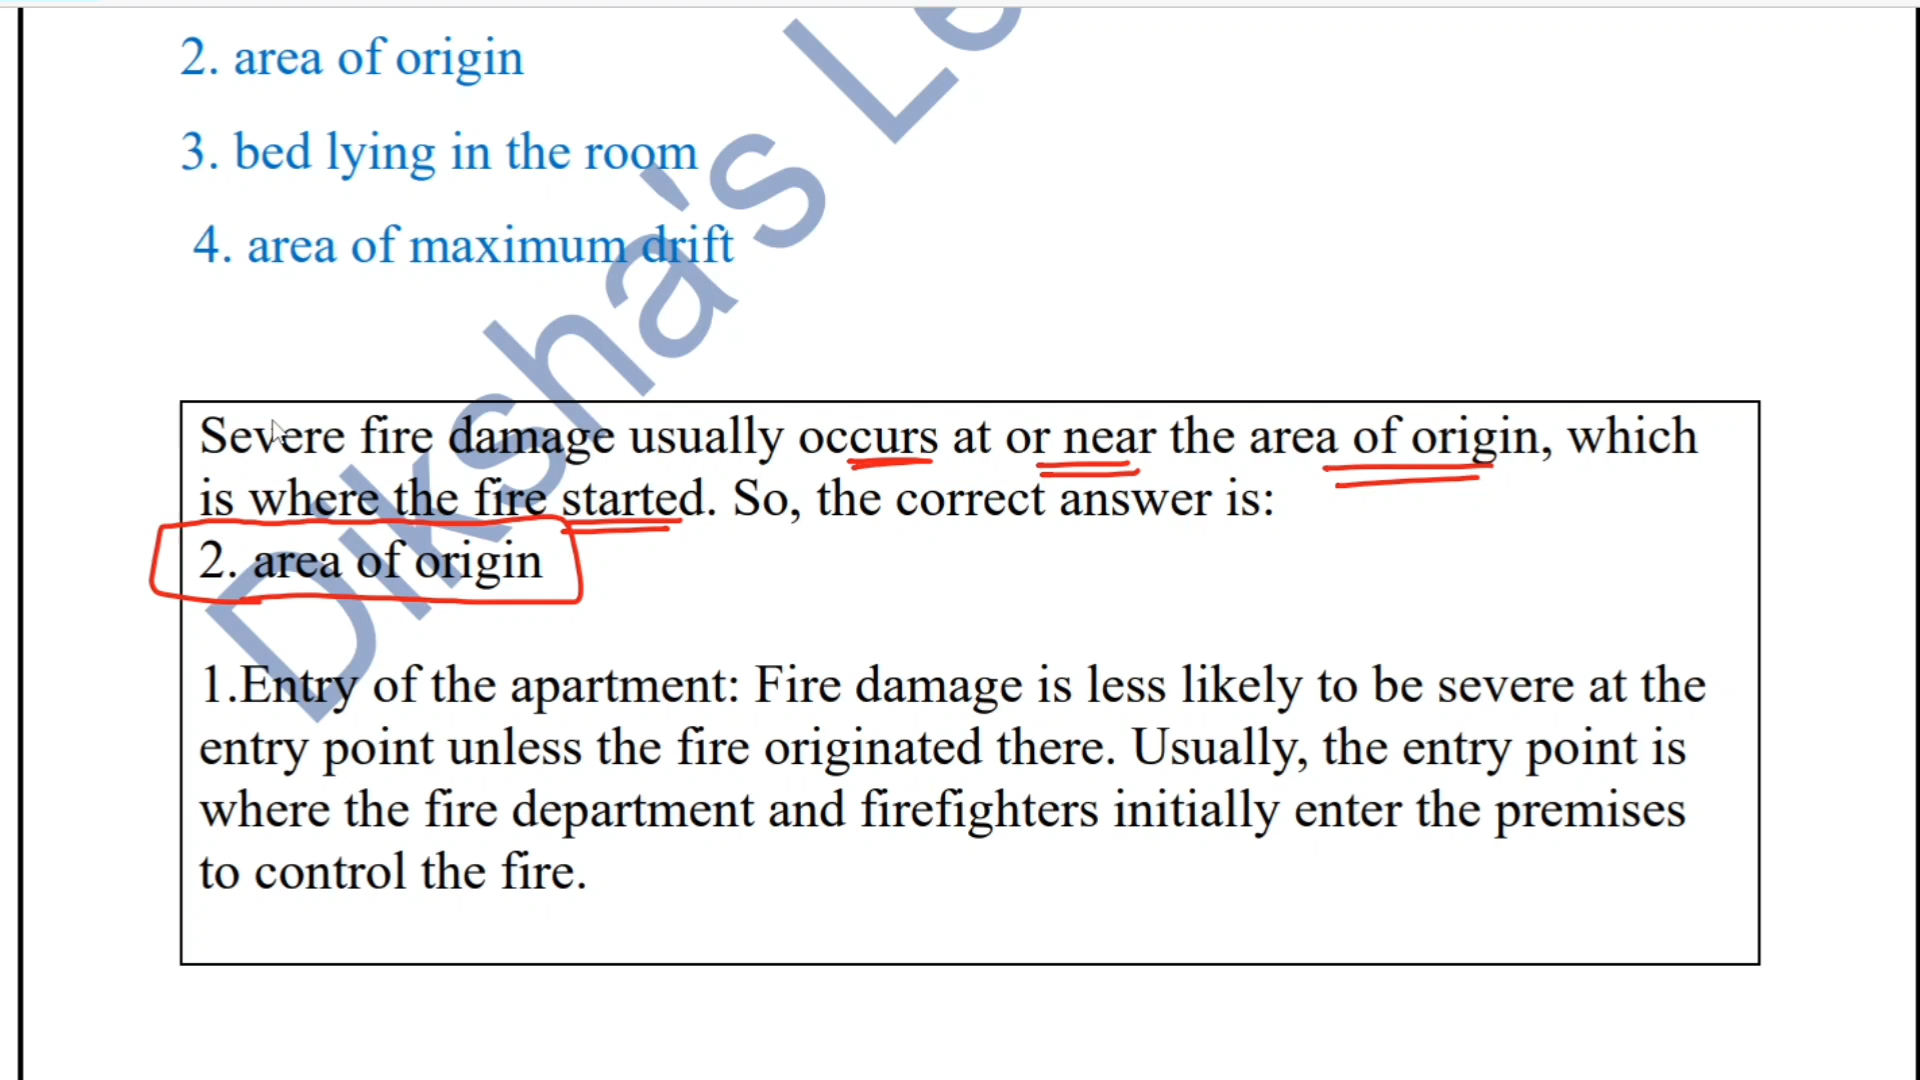 2. area of origin
3. bed lying in the room
4. area of maximum drift
Severe fire damage usually occurs at or near the area of origin, which
is where the fire started. So, the correct answer is:
2. area of origin
1.Entry of the apartment: Fire damage is less likely to be severe at the
entry point unless the fire originated there. Usually, the entry point is
where the fire department and firefighters initially enter the premises
to control the fire.
Diksha's Le